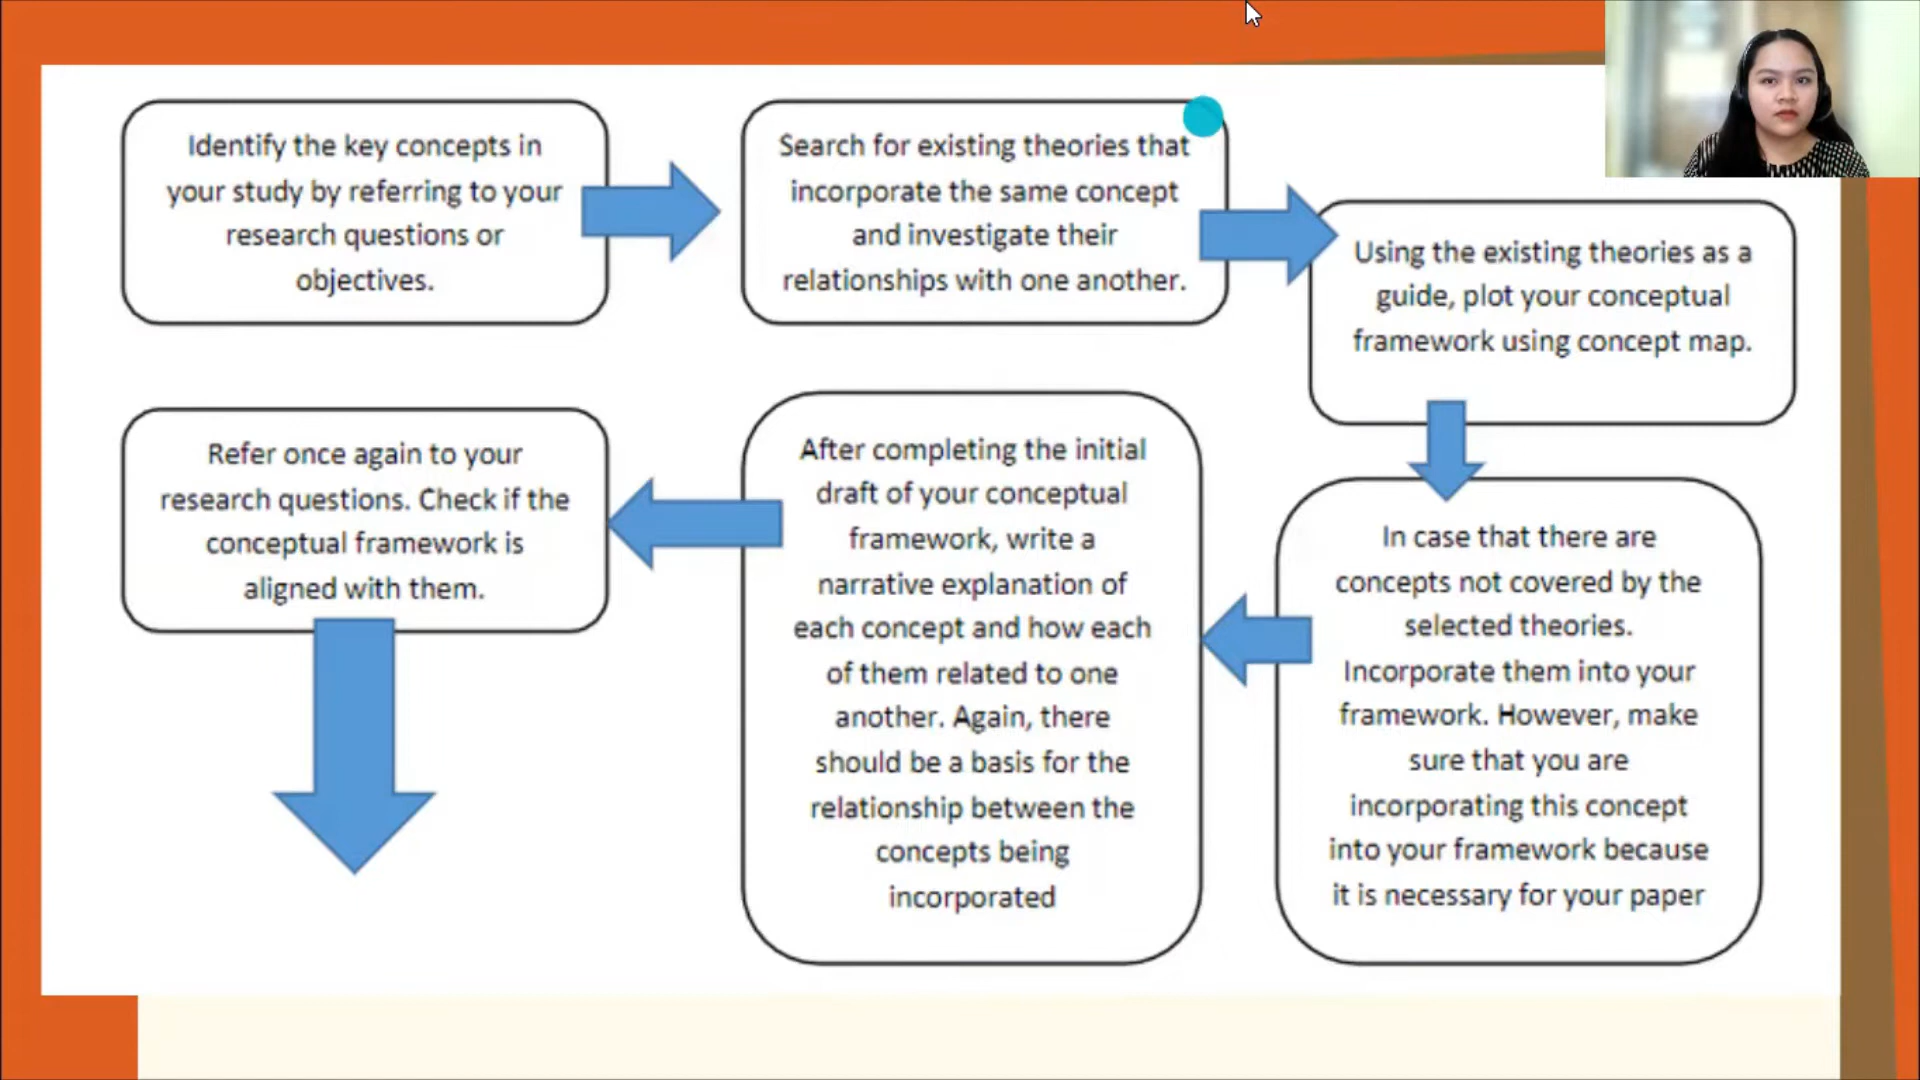 Identify the key concepts in
your study by referring to your
research questions or
objectives.
Search for existing theories that
incorporate the same concept
and investigate their
relationships with one another.
Using the existing theories as a
guide, plot your conceptual
framework using concept map.
In case that there are
concepts not covered by the
selected theories.
Incorporate them into your
framework. However, make
sure that you are
incorporating this concept
into your framework because
it is necessary for your paper
After completing the initial
draft of your conceptual
framework, write a
narrative explanation of
each concept and how each
of them related to one
another. Again, there
should be a basis for the
relationship between the
concepts being
incorporated
Refer once again to your
research questions. Check if the
conceptual framework is
aligned with them.